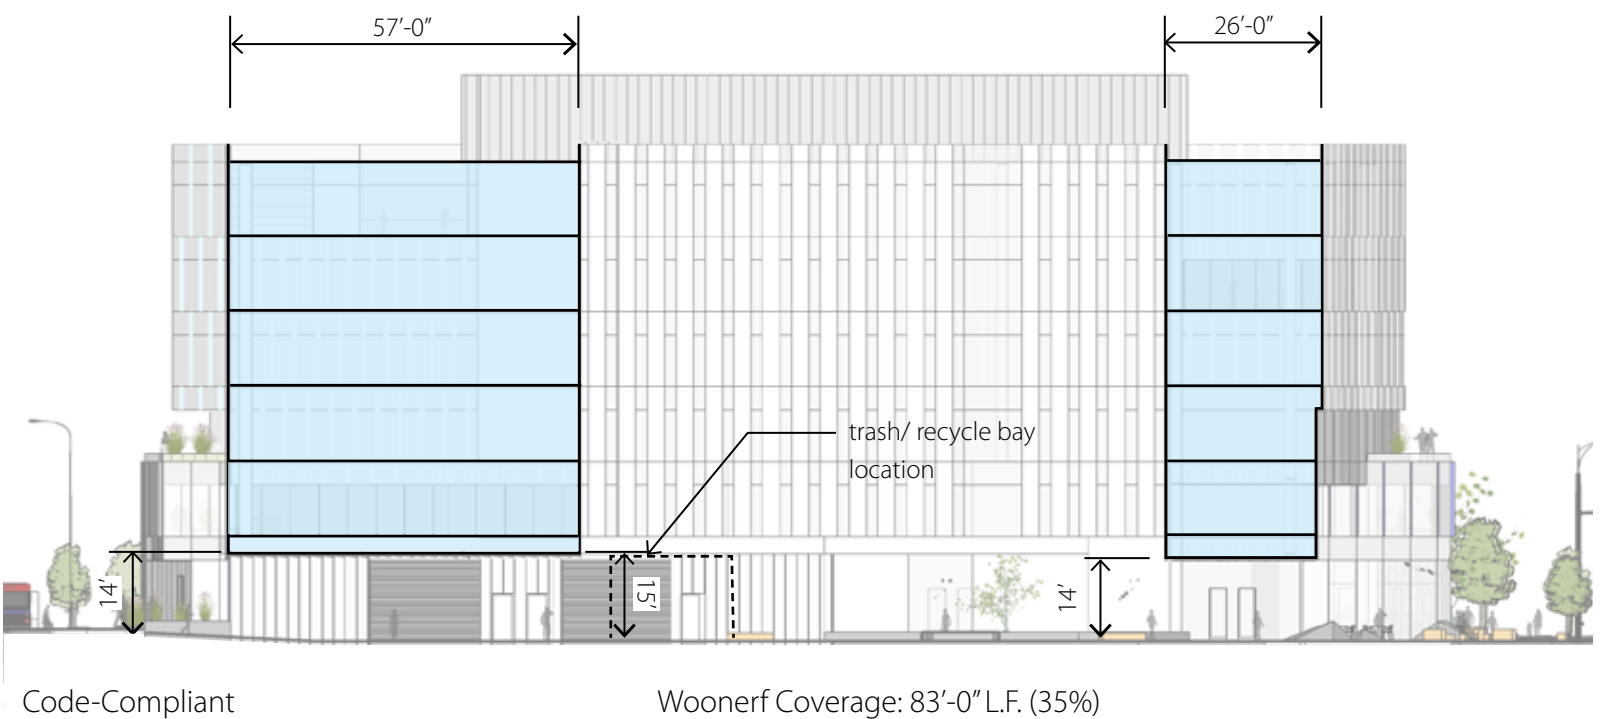 57’-0”
26’-0”
trash/ recycle bay
location
14’
15’
14’
Code-Compliant
Woonerf Coverage: 83’-0” L.F. (35%)